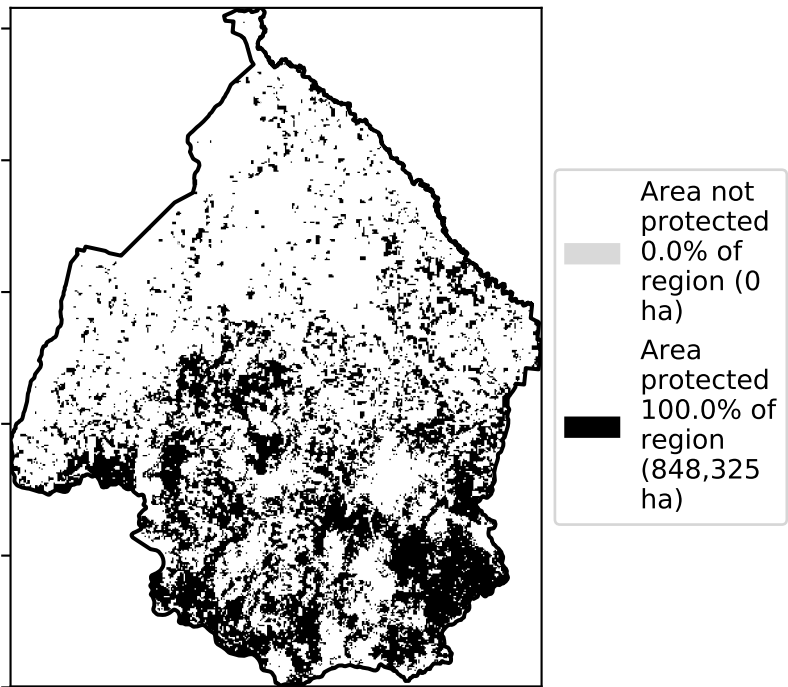 Area not
protected
0.0% of
region (0
ha)
Area
protected
100.0% of
region
(848,325
ha)